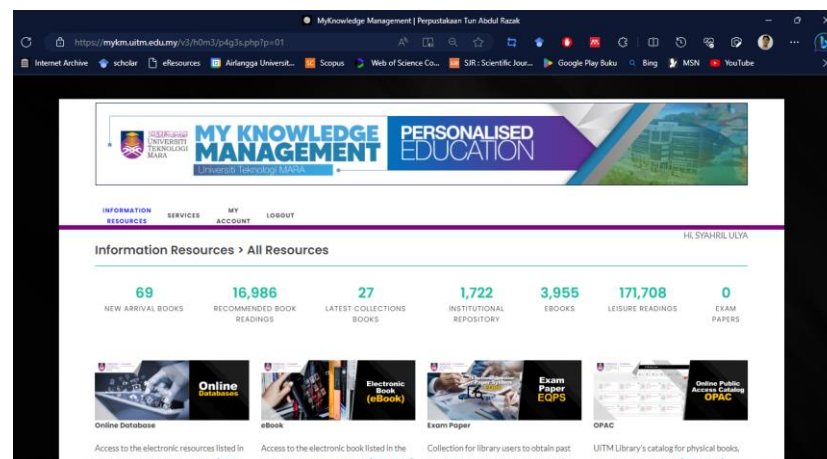 MyKnowledge Management | Perpustakaan Tun Abdul Razak
https://mykm.uitm.edu.my/v3/h0m3/p4g3s.php?p=01
Internet Archive scholar eResources Airlangga Universit... Scopus Web of Science Co... SJR : Scientific Jour... Google Play Buku Bing MSN YouTube
UNIVERSITI
TEKNOLOGI
MARA
MY KNOWLEDGE
MANAGEMENT
Universiti Teknologi MARA
PERSONALISED
EDUCATION
INFORMATION
RESOURCES
SERVICES
MY
ACCOUNT
LOGOUT
HI, SYAHRIL ULYA
Information Resources > All Resources
69
NEW ARRIVAL BOOKS
16,986
RECOMMENDED BOOK
READINGS
27
LATEST COLLECTIONS
BOOKS
1,722
INSTITUTIONAL
REPOSITORY
3,955
EBOOKS
171,708
LEISURE READINGS
0
EXAM
PAPERS
Online
Databases
Electronic
Book
(eBook)
Exam
Paper
EQPS
Online Public
Access Catalog
OPAC
Online Database
eBook
Exam Paper
OPAC
Access to the electronic resources listed in
Access to the electronic book listed in the
Collection for library users to obtain past
UITM Library's catalog for physical books,